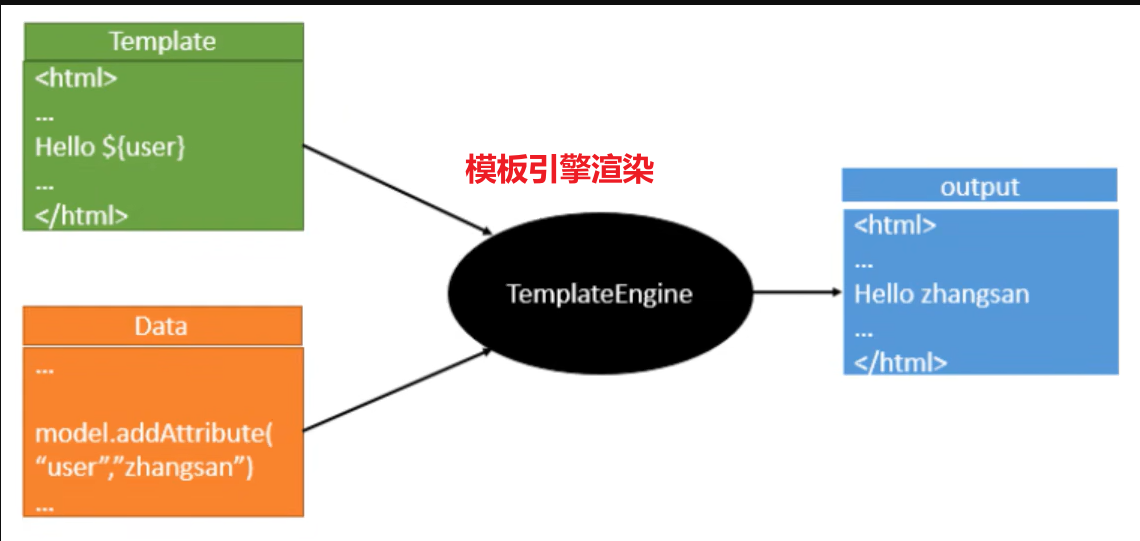 Template
<html>
...
Hello ${user}
...
</html>
模板引擎渲染
TemplateEngine
Data
...
model.addAttribute(
“user”,”zhangsan”)
...
output
<html>
...
Hello zhangsan
...
</html>